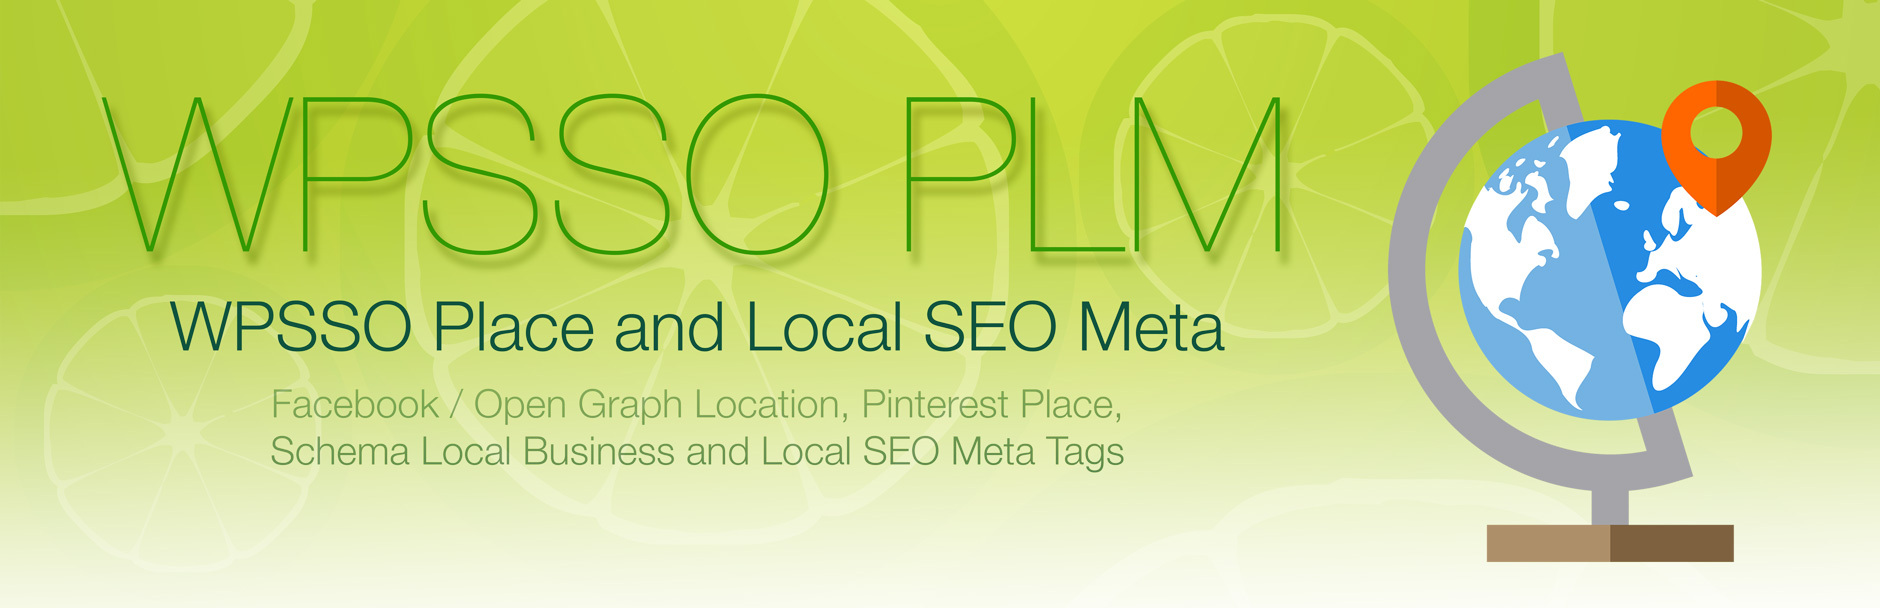 WPSSO PLM
WPSSO Place and Local SEO Meta
Facebook / Open Graph Location, Pinterest Place,
Schema Local Business and Local SEO Meta Tags